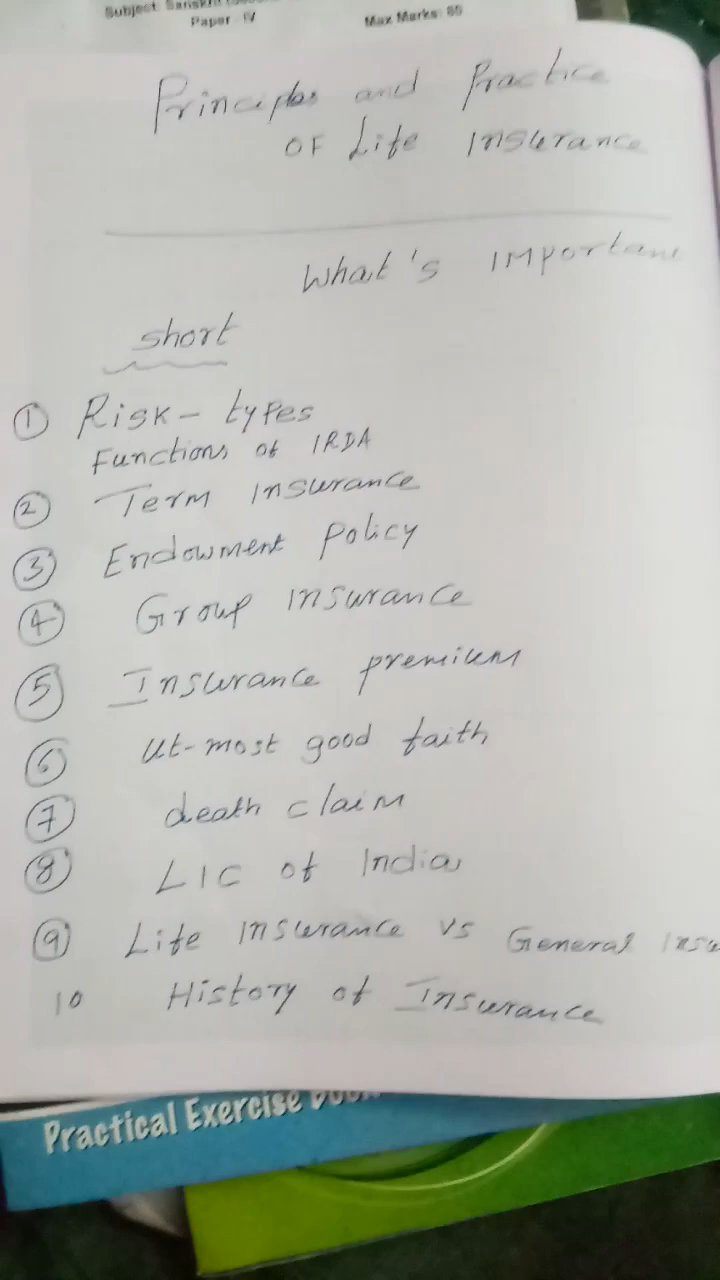 Subject: Sanskrit
Paper IV
Max Marks: 80
Principles and Practice
OF Life Insurance
What's Important
short
① Risk - types
Functions of IRDA
② Term Insurance
③ Endowment Policy
④ Group Insurance
⑤ Insurance premium
⑥ Ut-most good faith
⑦ death claim
⑧ LIC of India
⑨ Life Insurance vs General Insu
10 History of Insurance
Practical Exercise